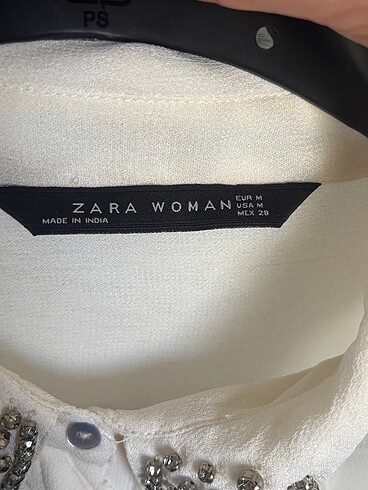 PS
ZARA WOMAN
MADE IN INDIA
EUR M
USA M
MEX 28